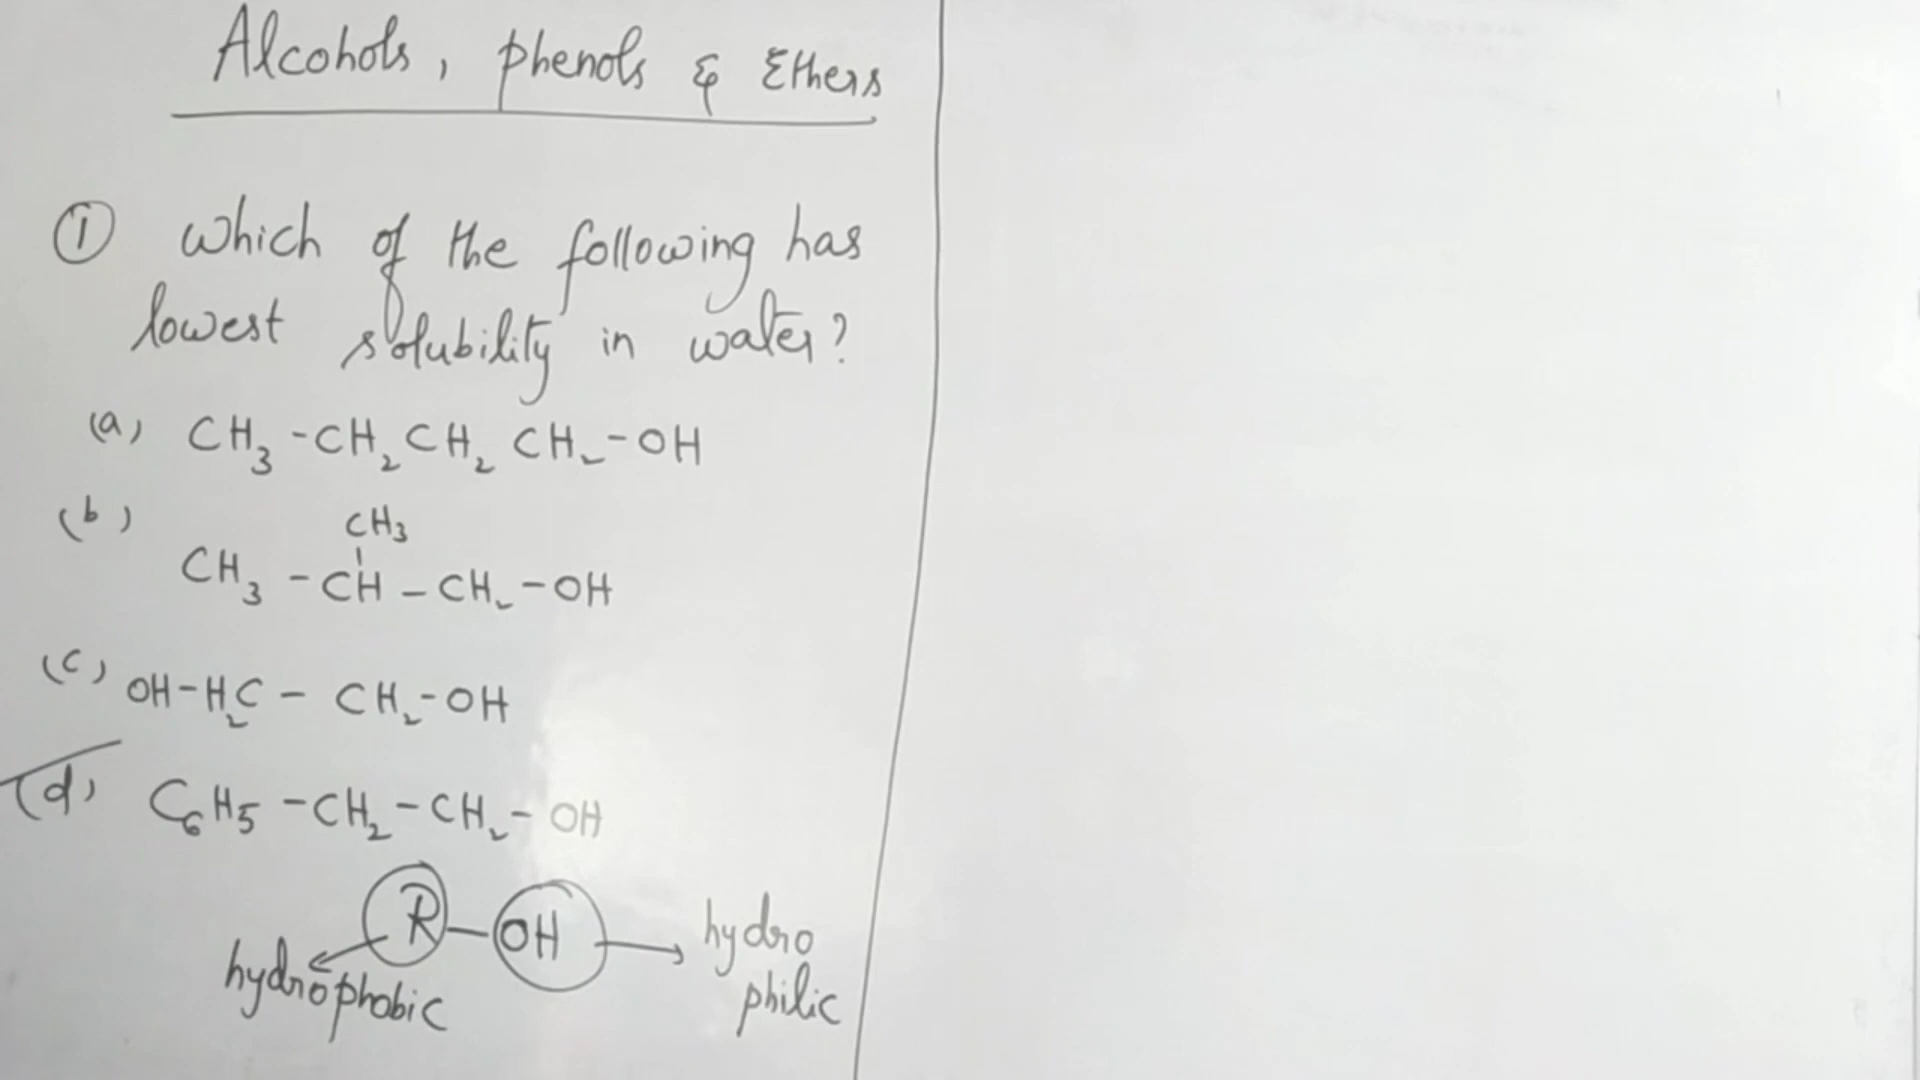 Alcohols, phenols & Ethers
① Which of the following has
lowest solubility in water?
(a) CH₃-CH₂CH₂CH₂-OH
(b) CH₃
CH₃-CH-CH₂-OH
(c) OH-H₂C-CH₂-OH
(d) C₆H₅-CH₂-CH₂-OH
R-OH → hydro
hydrophobic philic